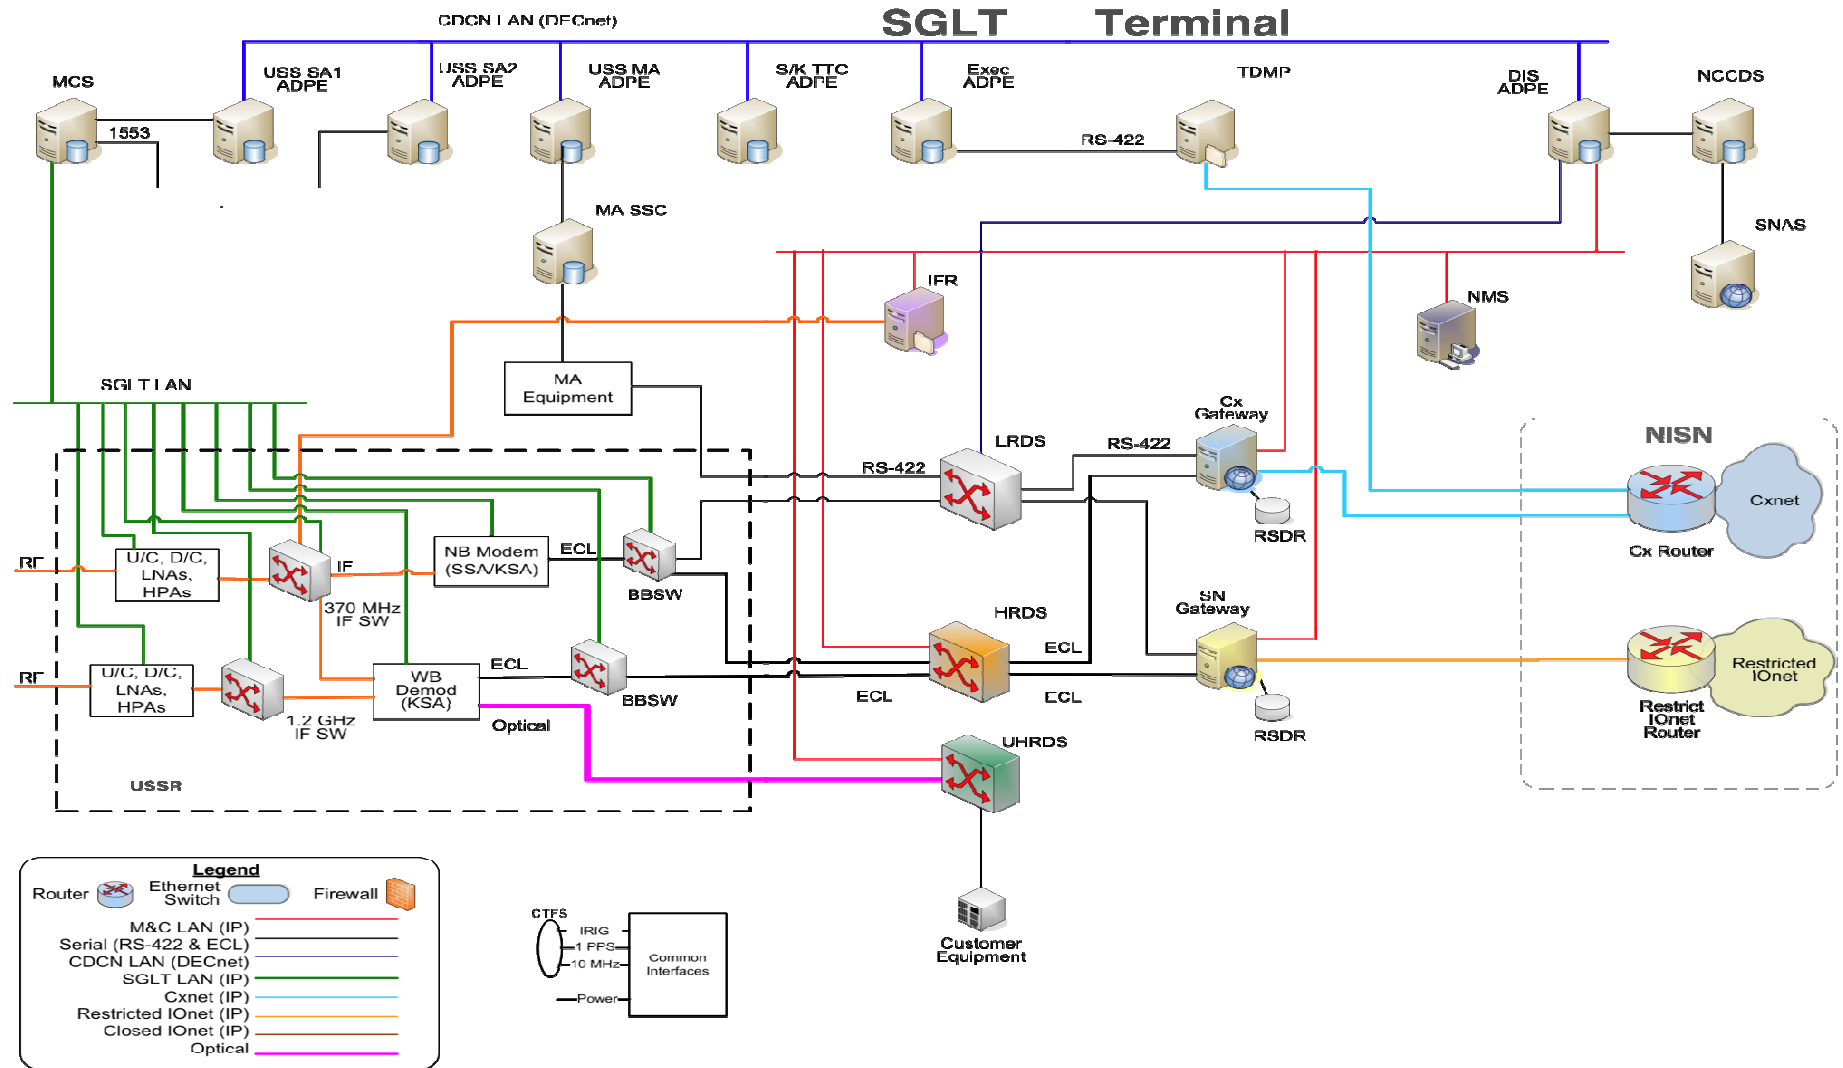 SGLT Terminal
CDCN LAN (DECnet)
MCS
USS SA1
ADPE
USS SA2
ADPE
USS MA
ADPE
S/K TTC
ADPE
Exec
ADPE
TDMP
DIS
ADPE
NCCDS
1553
RS-422
MA SSC
SNAS
IFR
NMS
SGLT LAN
MA
Equipment
Cx
Gateway
NISN
LRDS
RS-422
RS-422
Cxnet
RSDR
Cx Router
RF
U/C, D/C,
LNAs,
HPAs
IF
NB Modem
(SSA/KSA)
ECL
BBSW
370 MHz
IF SW
SN
Gateway
HRDS
ECL
RF
U/C, D/C,
LNAs,
HPAs
WB
Demod
(KSA)
ECL
BBSW
ECL
ECL
Restricted
IOnet
1.2 GHz
IF SW
Optical
RSDR
Restrict
IOnet
Router
UHRDS
USSR
Customer
Equipment
Legend
Router
Ethernet
Switch
Firewall
M&C LAN (IP)
Serial (RS-422 & ECL)
CDCN LAN (DECnet)
SGLT LAN (IP)
Cxnet (IP)
Restricted IOnet (IP)
Closed IOnet (IP)
Optical
CTFS
IRIG
1 PPS
10 MHz
Power
Common
Interfaces